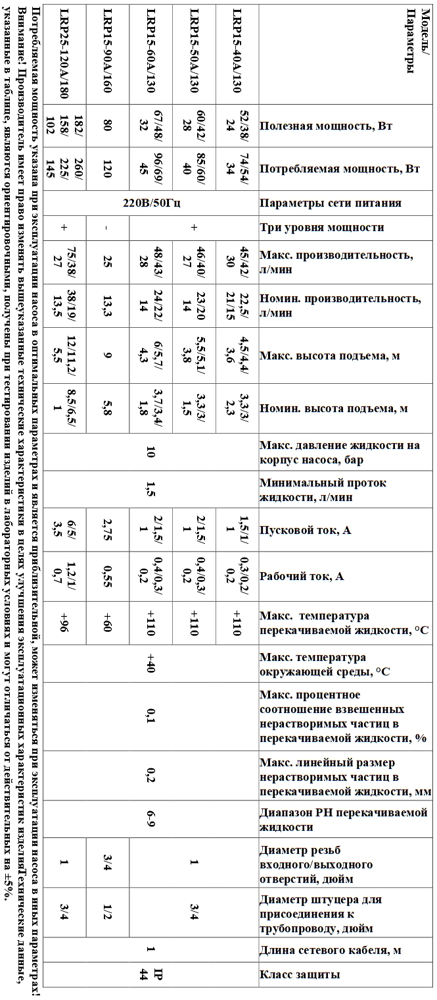 Модель/
Параметры
LRP15-40A/130
LRP15-50A/130
LRP15-60A/130
LRP15-90A/160
LRP25-120A/180
Полезная мощность, Вт
52/38/
24
60/42/
28
67/48/
32
80
182/
158/
102
Потребляемая мощность, Вт
74/54/
34
85/60/
40
96/69/
45
120
260/
225/
145
Параметры сети питания
220В/50Гц
Три уровня мощности
+
-
+
Макс. производительность,
л/мин
45/42/
30
46/40/
27
48/43/
28
25
75/38/
27
Номин. производительность,
л/мин
22,5/
21/15
23/20
14
24/22/
14
13,3
38/19/
13,5
Макс. высота подъема, м
4,5/4,4/
3,6
5,5/5,1/
3,8
6/5,7/
4,3
9
12/11,2/
5,5
Номин. высота подъема, м
3,3/3/
2,3
3,3/3/
1,5
3,7/3,4/
1,8
5,8
8,5/6,5/
1
Макс. давление жидкости на
корпус насоса, бар
10
Минимальный проток
жидкости, л/мин
1,5
Пусковой ток, А
1,5/1/
1
2/1,5/
1
2/1,5/
1
2,75
6/5/
3,5
Рабочий ток, А
0,3/0,2/
0,2
0,4/0,3/
0,2
0,4/0,3/
0,2
0,55
1,2/1/
0,7
Макс. температура
перекачиваемой жидкости, °С
+110
+110
+110
+60
+96
Макс. температура
окружающей среды, °С
+40
Макс. процентное
соотношение взвешенных
нерастворимых частиц в
перекачиваемой жидкости, %
0,1
Макс. линейный размер
нерастворимых частиц в
перекачиваемой жидкости, мм
0,2
Диапазон РН перекачиваемой
жидкости
6-9
Диаметр резьб
входного/выходного
отверстий, дюйм
1
3/4
1
Диаметр штуцера для
присоединения к
трубопроводу, дюйм
3/4
1/2
3/4
Длина сетевого кабеля, м
1
Класс защиты
IP
44
Потребляемая мощность указана при эксплуатации насоса в оптимальных параметрах и является приблизительной, может изменяться при эксплуатации насоса в иных параметрах!
Внимание! Производитель имеет право изменять вышеуказанные технические характеристики в целях улучшения эксплуатационных характеристик изделияТехнические данные,
указанные в таблице, являются ориентировочными, получены при тестировании изделий в лабораторных условиях и могут отличаться от действительных на ±5%.